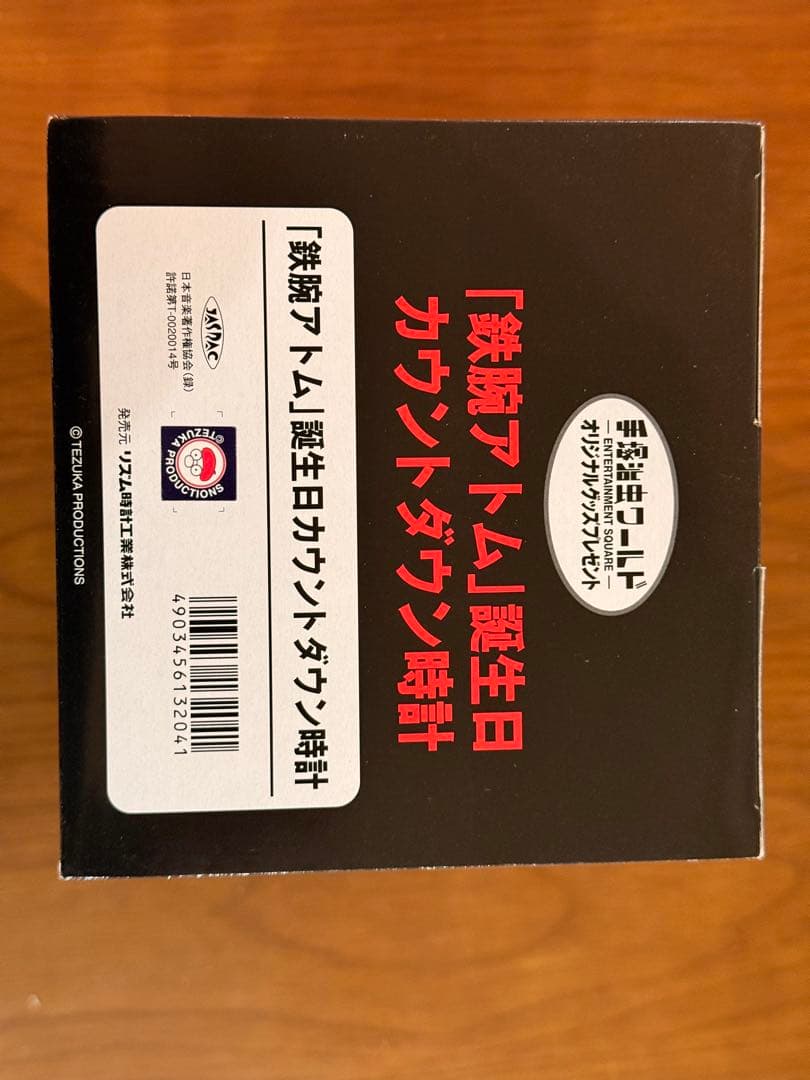 手塚治虫ワールド
ENTERTAINMENT SQUARE
オリジナルグッズプレゼント
「鉄腕アトム」誕生日
カウントダウン時計
「鉄腕アトム」誕生日カウントダウン時計
JASRAC
日本音楽著作権協会(録)
許諾第T-0020014号
©TEZUKA PRODUCTIONS
4903456132041
発売元 リズム時計工業株式会社
©TEZUKA PRODUCTIONS